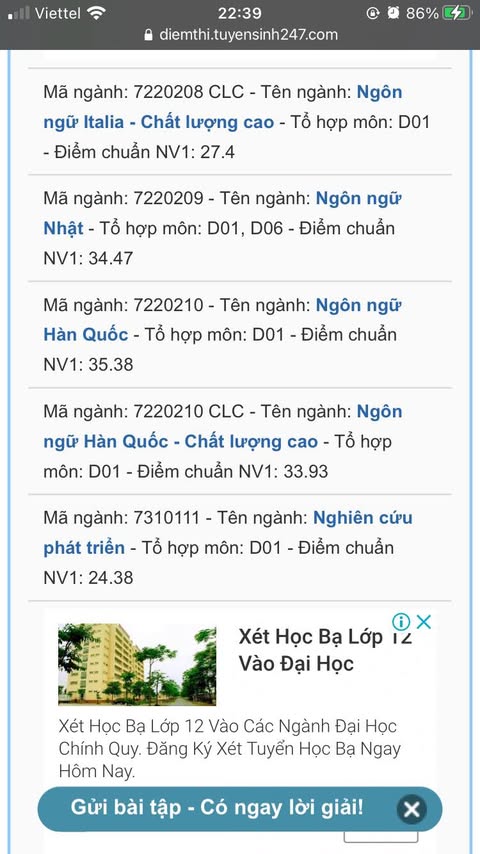 Viettel 22:39 86%
diemthi.tuyensinh247.com
Mã ngành: 7220208 CLC - Tên ngành: Ngôn
ngữ Italia - Chất lượng cao - Tổ hợp môn: D01
- Điểm chuẩn NV1: 27.4
Mã ngành: 7220209 - Tên ngành: Ngôn ngữ
Nhật - Tổ hợp môn: D01, D06 - Điểm chuẩn
NV1: 34.47
Mã ngành: 7220210 - Tên ngành: Ngôn ngữ
Hàn Quốc - Tổ hợp môn: D01 - Điểm chuẩn
NV1: 35.38
Mã ngành: 7220210 CLC - Tên ngành: Ngôn
ngữ Hàn Quốc - Chất lượng cao - Tổ hợp
môn: D01 - Điểm chuẩn NV1: 33.93
Mã ngành: 7310111 - Tên ngành: Nghiên cứu
phát triển - Tổ hợp môn: D01 - Điểm chuẩn
NV1: 24.38
Xét Học Bạ Lớp 12
Vào Đại Học
Xét Học Bạ Lớp 12 Vào Các Ngành Đại Học
Chính Quy. Đăng Ký Xét Tuyển Học Bạ Ngay
Hôm Nay.
Gửi bài tập - Có ngay lời giải!